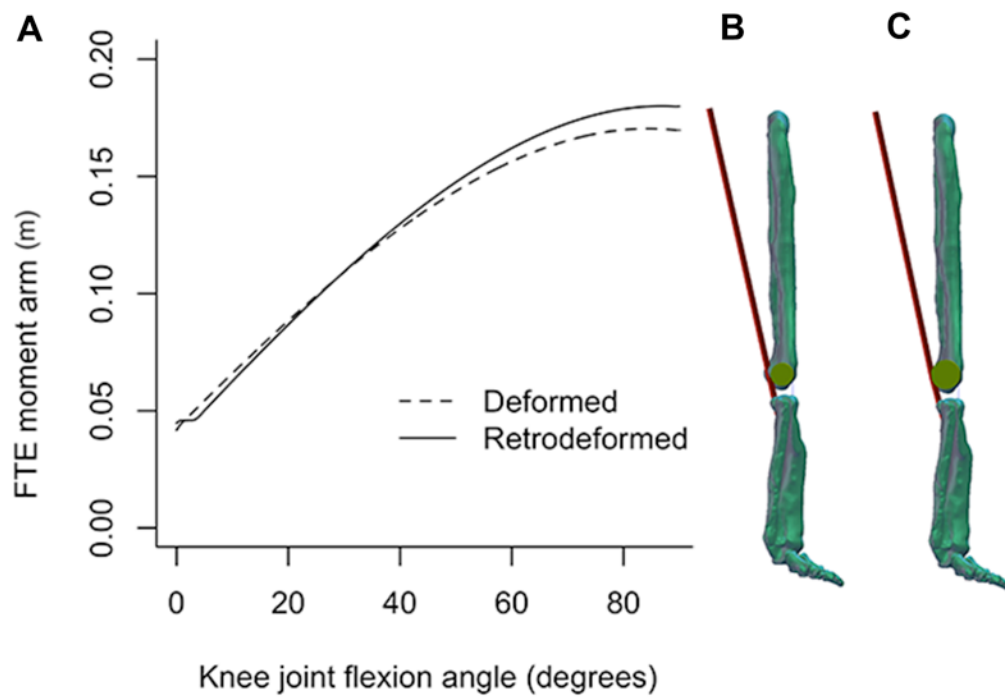 A
B
C
FTE moment arm (m)
0.20
0.15
0.10
0.05
0.00
Deformed
Retrodeformed
0 20 40 60 80
Knee joint flexion angle (degrees)